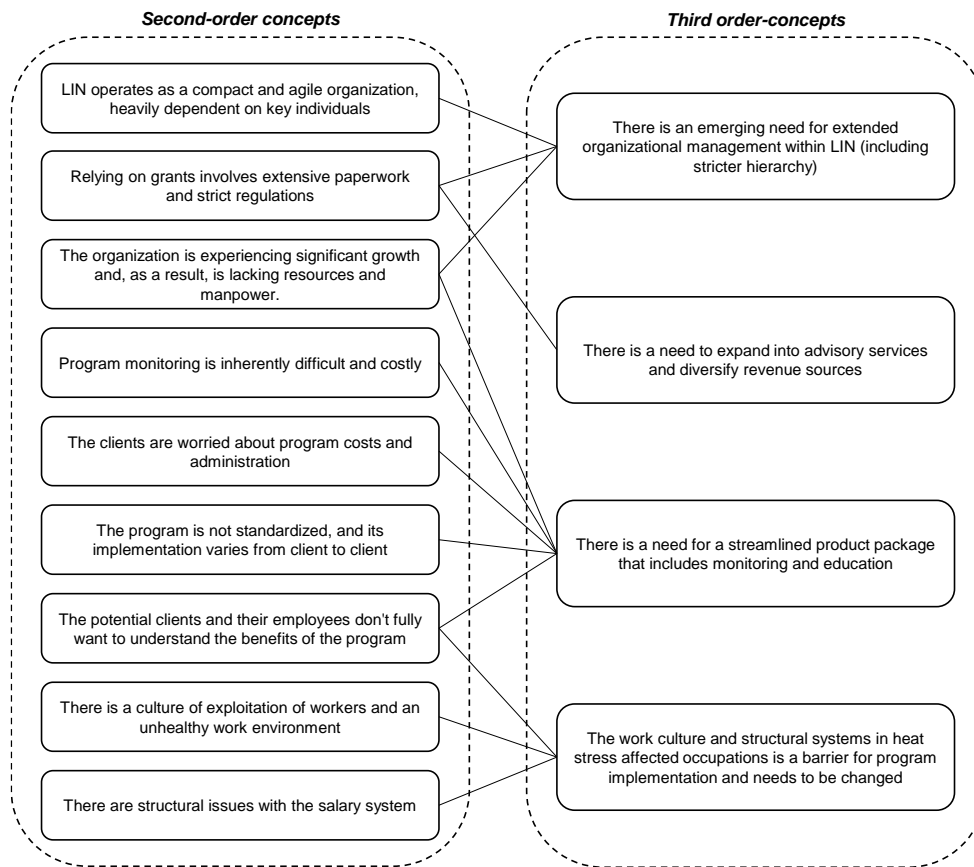 Second-order concepts
Third order-concepts
LIN operates as a compact and agile organization,
heavily dependent on key individuals
Relying on grants involves extensive paperwork
and strict regulations
The organization is experiencing significant growth
and, as a result, is lacking resources and
manpower.
Program monitoring is inherently difficult and costly
The clients are worried about program costs and
administration
The program is not standardized, and its
implementation varies from client to client
The potential clients and their employees don't fully
want to understand the benefits of the program
There is a culture of exploitation of workers and an
unhealthy work environment
There are structural issues with the salary system
There is an emerging need for extended
organizational management within LIN (including
stricter hierarchy)
There is a need to expand into advisory services
and diversify revenue sources
There is a need for a streamlined product package
that includes monitoring and education
The work culture and structural systems in heat
stress affected occupations is a barrier for program
implementation and needs to be changed